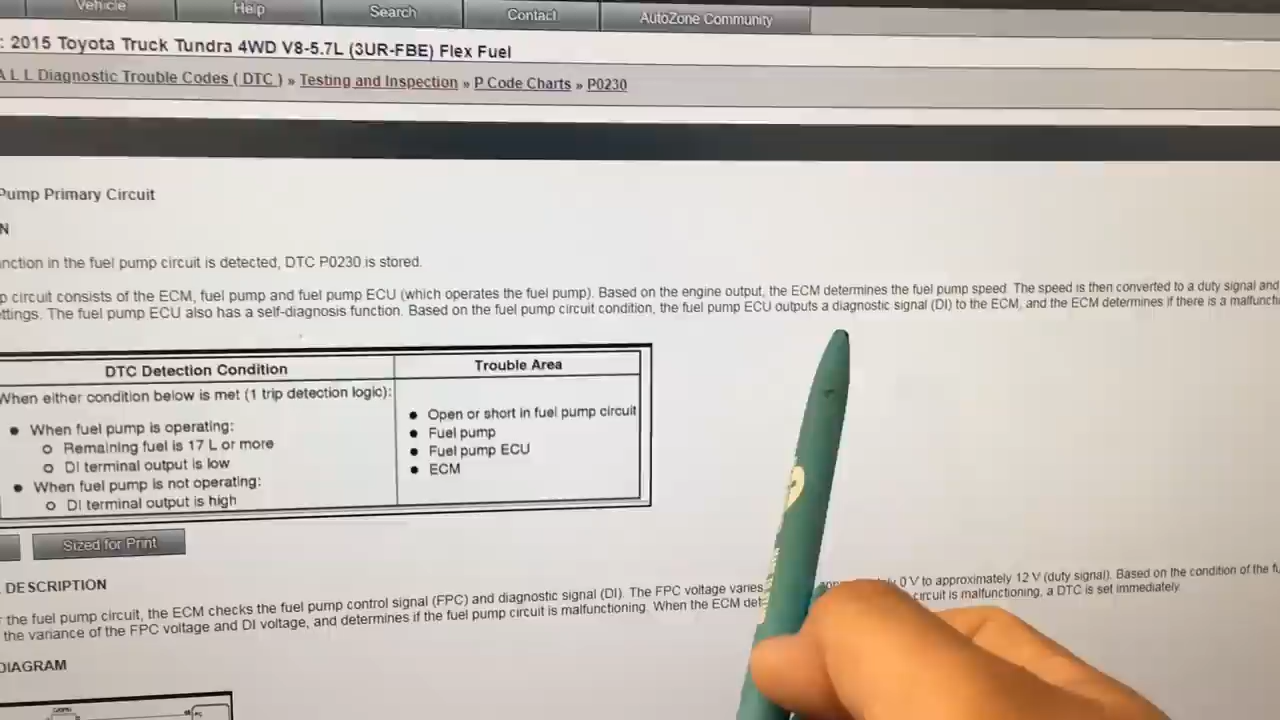 Vehicle Help Search Contact AutoZone Community
: 2015 Toyota Truck Tundra 4WD V8-5.7L (3UR-FBE) Flex Fuel
A L L Diagnostic Trouble Codes ( DTC ) » Testing and Inspection » P Code Charts » P0230
Pump Primary Circuit
N
nction in the fuel pump circuit is detected, DTC P0230 is stored.
p circuit consists of the ECM, fuel pump and fuel pump ECU (which operates the fuel pump). Based on the engine output, the ECM determines the fuel pump speed. The speed is then converted to a duty signal and
ttings. The fuel pump ECU also has a self-diagnosis function. Based on the fuel pump circuit condition, the fuel pump ECU outputs a diagnostic signal (DI) to the ECM, and the ECM determines if there is a malfuncti
DTC Detection Condition
Trouble Area
When either condition below is met (1 trip detection logic):
● When fuel pump is operating:
o Remaining fuel is 17 L or more
o DI terminal output is low
● When fuel pump is not operating:
o DI terminal output is high
● Open or short in fuel pump circuit
● Fuel pump
● Fuel pump ECU
● ECM
Sized for Print
DESCRIPTION
the fuel pump circuit, the ECM checks the fuel pump control signal (FPC) and diagnostic signal (DI). The FPC voltage varies 0 V to approximately 12 V (duty signal). Based on the condition of the fu
the variance of the FPC voltage and DI voltage, and determines if the fuel pump circuit is malfunctioning. When the ECM det circuit is malfunctioning, a DTC is set immediately.
DIAGRAM